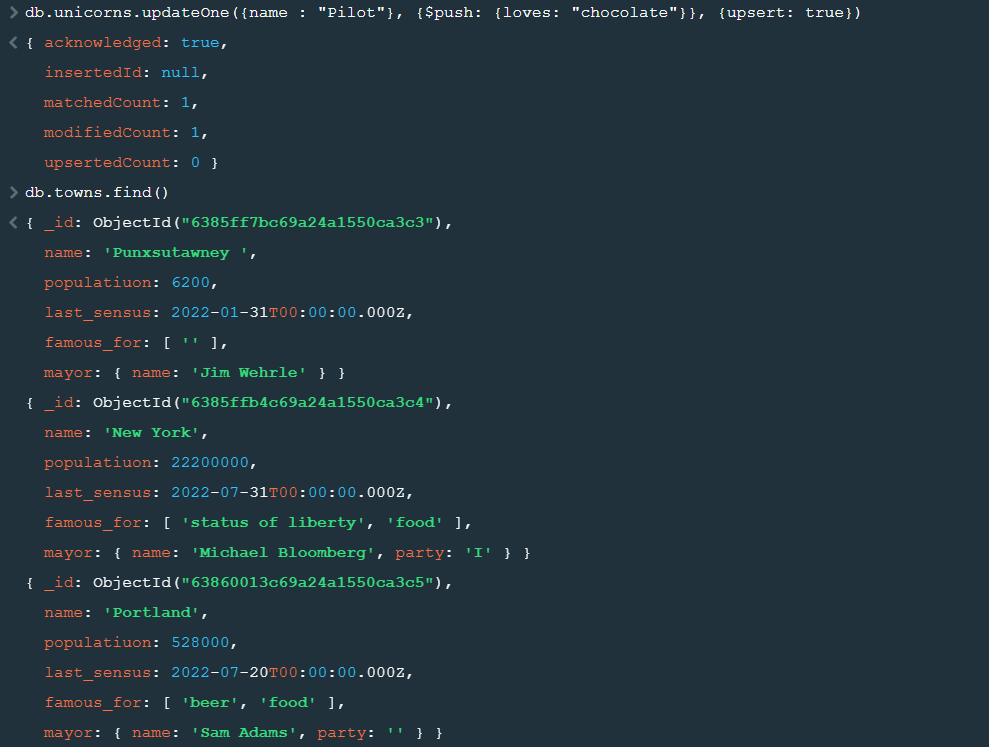 > db.unicorns.updateOne({name : "Pilot"}, {$push: {loves: "chocolate"}}, {upsert: true})
< { acknowledged: true,
insertedId: null,
matchedCount: 1,
modifiedCount: 1,
upsertedCount: 0 }
> db.towns.find()
< { _id: ObjectId("6385ff7bc69a24a1550ca3c3"),
name: 'Punxsutawney ',
populatiuon: 6200,
last_sensus: 2022-01-31T00:00:00.000Z,
famous_for: [ '' ],
mayor: { name: 'Jim Wehrle' } }
{ _id: ObjectId("6385ffb4c69a24a1550ca3c4"),
name: 'New York',
populatiuon: 22200000,
last_sensus: 2022-07-31T00:00:00.000Z,
famous_for: [ 'status of liberty', 'food' ],
mayor: { name: 'Michael Bloomberg', party: 'I' } }
{ _id: ObjectId("63860013c69a24a1550ca3c5"),
name: 'Portland',
populatiuon: 528000,
last_sensus: 2022-07-20T00:00:00.000Z,
famous_for: [ 'beer', 'food' ],
mayor: { name: 'Sam Adams', party: '' } }